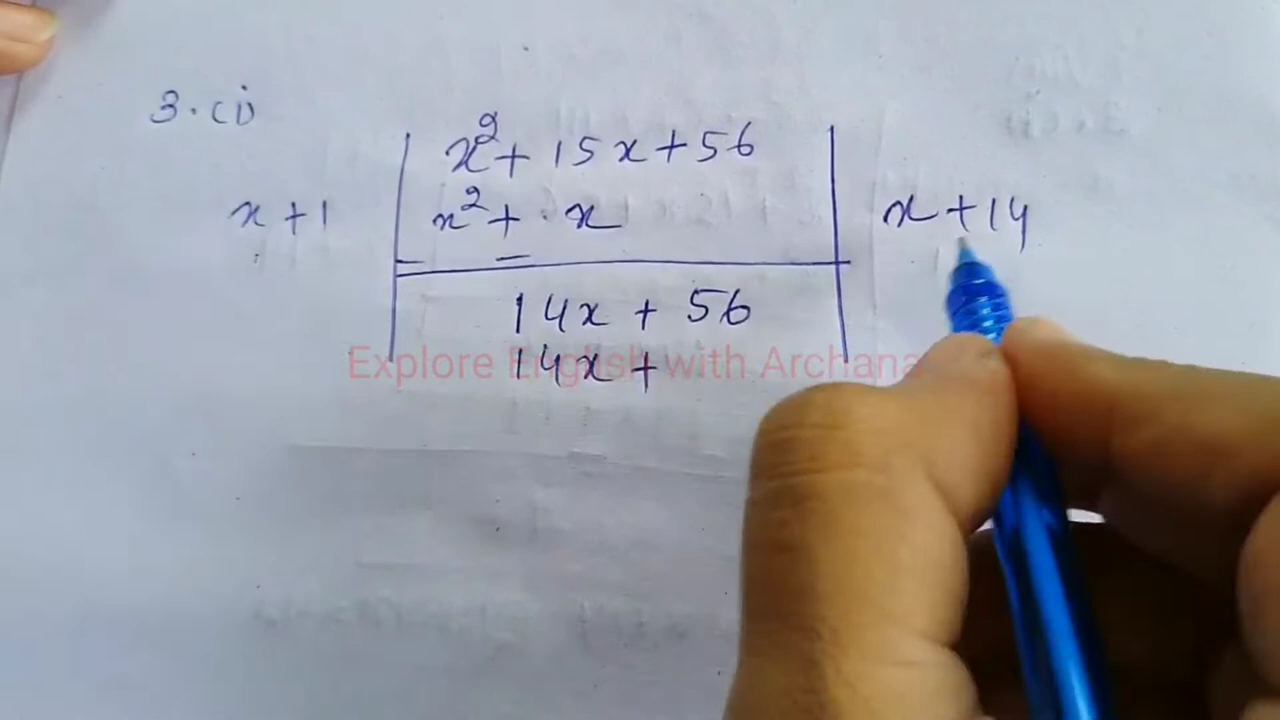 3. (i)
x² + 15x + 56
x + 1
x² + x
x + 14
14x + 56
14x +
Explore English with Archana